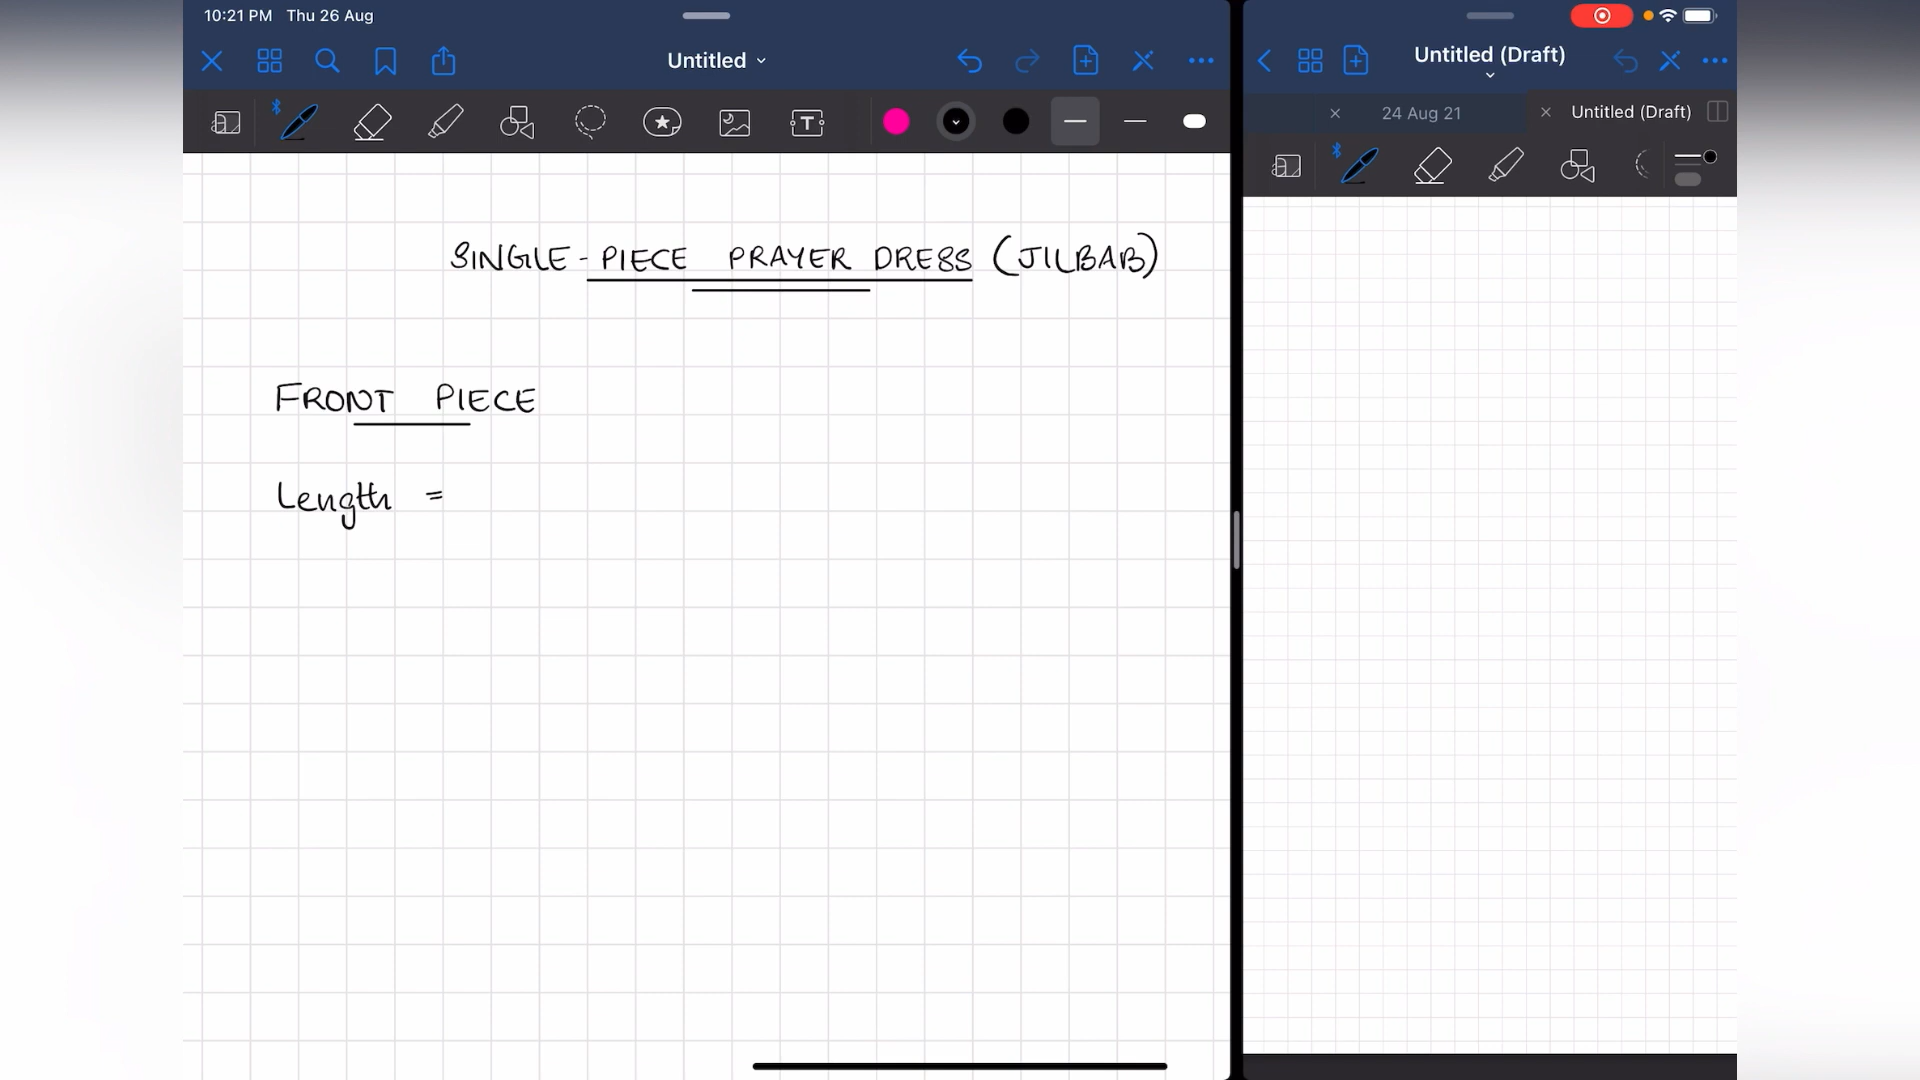 10:21 PM Thu 26 Aug
Untitled
SINGLE-PIECE PRAYER DRESS (JILBAB)
FRONT PIECE
Length =
Untitled (Draft)
24 Aug 21
Untitled (Draft)